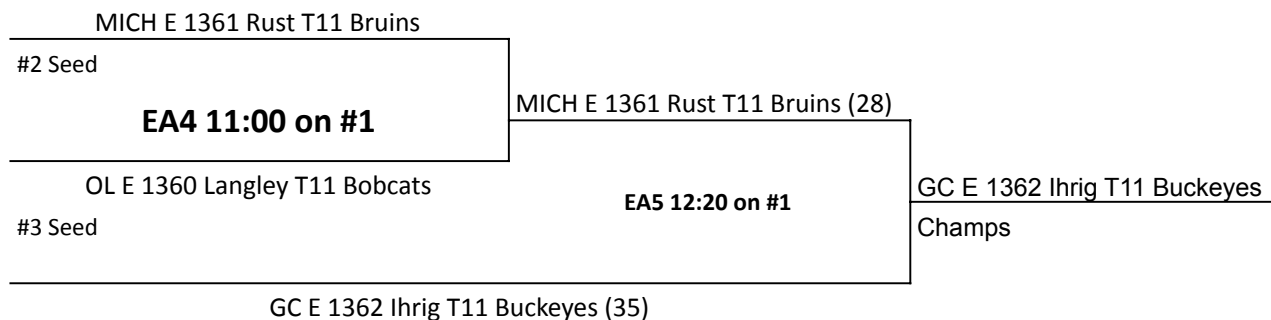 MICH E 1361 Rust T11 Bruins
#2 Seed
EA4 11:00 on #1
MICH E 1361 Rust T11 Bruins (28)
OL E 1360 Langley T11 Bobcats
EA5 12:20 on #1
GC E 1362 Ihrig T11 Buckeyes
#3 Seed
Champs
GC E 1362 Ihrig T11 Buckeyes (35)